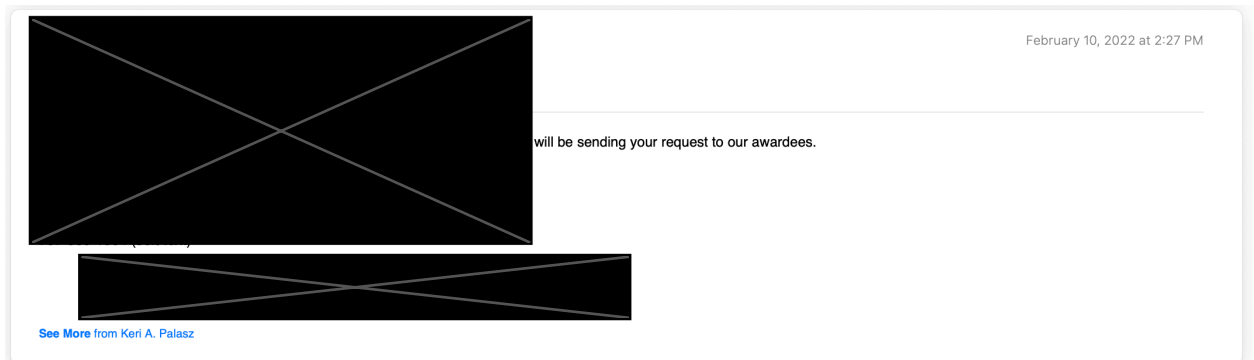 February 10, 2022 at 2:27 PM
will be sending your request to our awardees.
See More from Keri A. Palasz